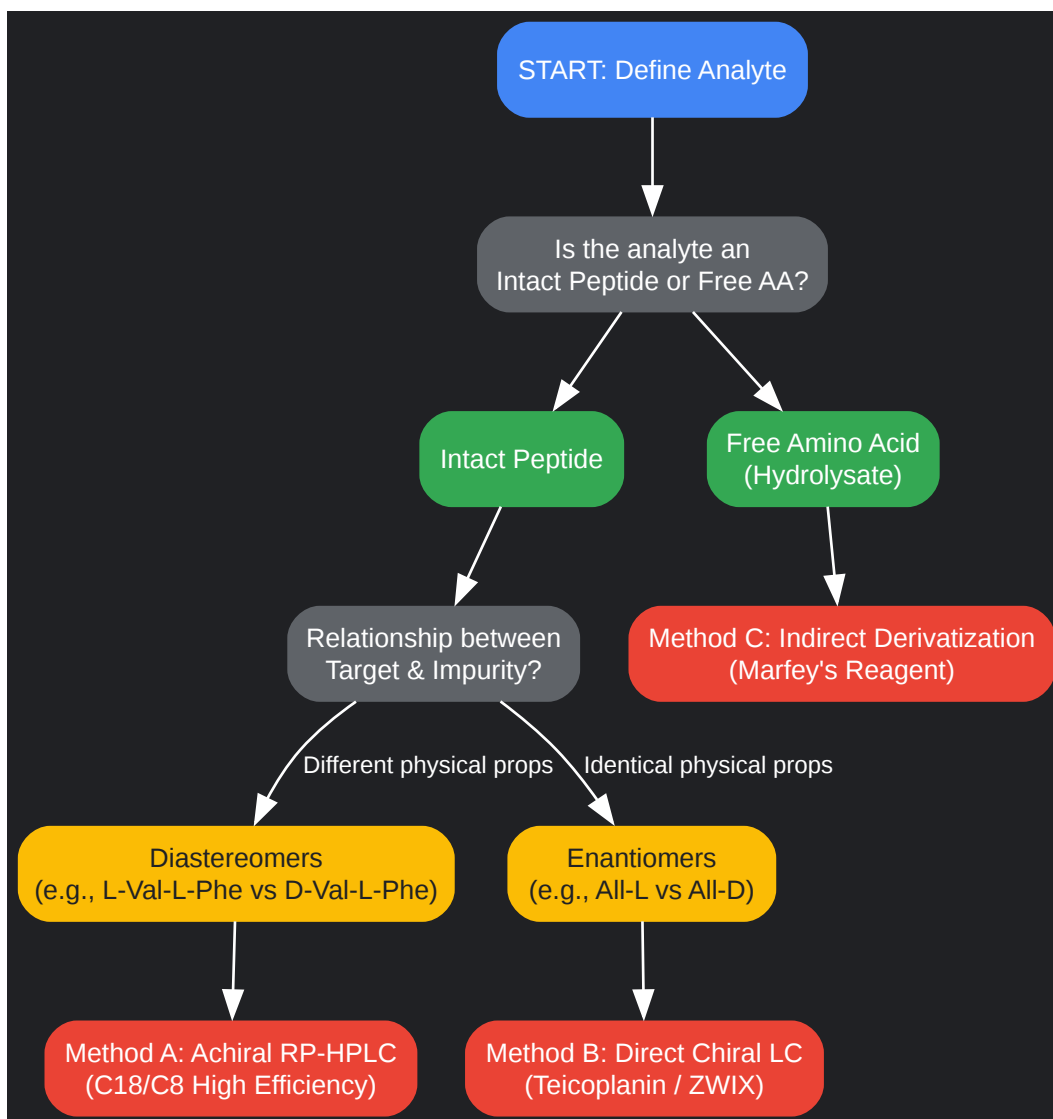 START: Define Analyte
Is the analyte an
Intact Peptide or Free AA?
Intact Peptide
Free Amino Acid
(Hydrolysate)
Relationship between
Target & Impurity?
Method C: Indirect Derivatization
(Marfey's Reagent)
Different physical props
Identical physical props
Diastereomers
(e.g., L-Val-L-Phe vs D-Val-L-Phe)
Enantiomers
(e.g., All-L vs All-D)
Method A: Achiral RP-HPLC
(C18/C8 High Efficiency)
Method B: Direct Chiral LC
(Teicoplanin / ZWIX)